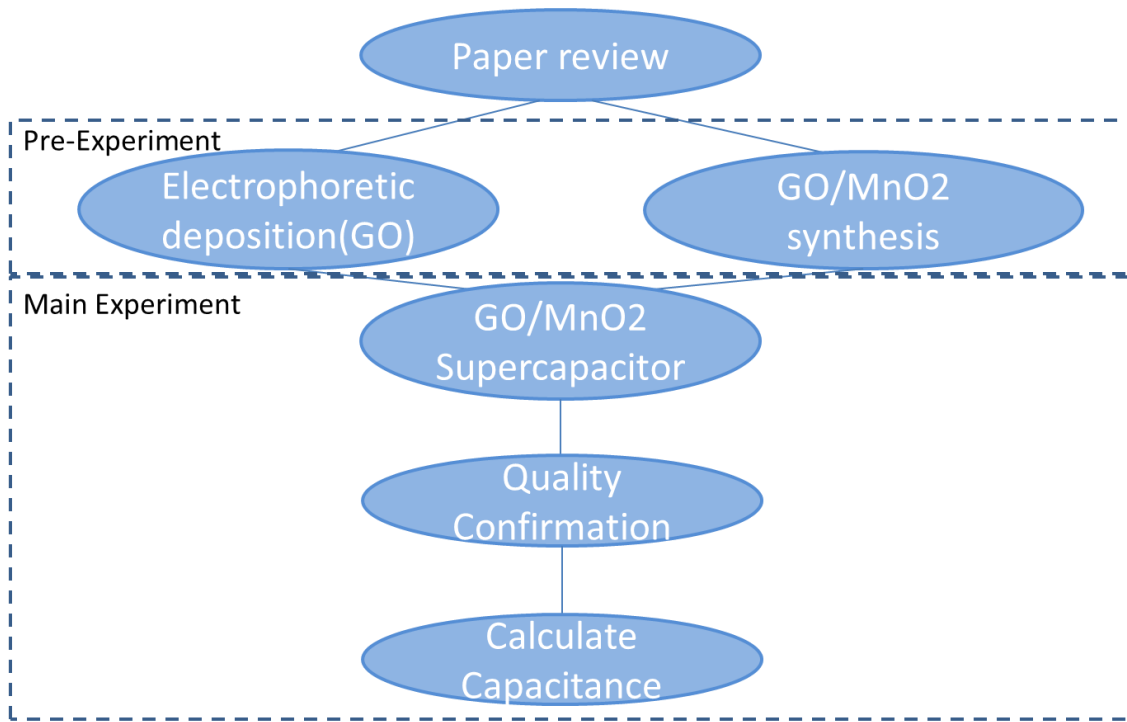 Paper review
Pre-Experiment
Electrophoretic
deposition(GO)
GO/MnO2
synthesis
Main Experiment
GO/MnO2
Supercapacitor
Quality
Confirmation
Calculate
Capacitance